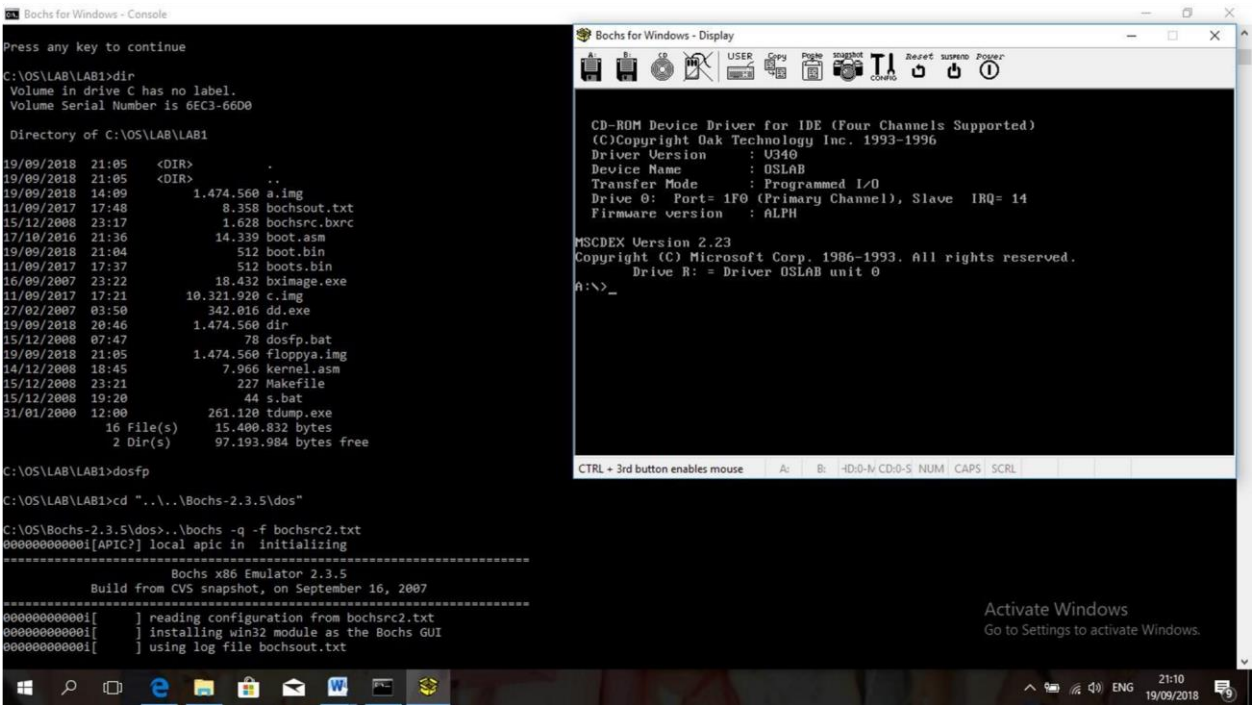 Bochs for Windows - Console
Press any key to continue
C:\OS\LAB\LAB1>dir
Volume in drive C has no label.
Volume Serial Number is 6EC3-66D0
Directory of C:\OS\LAB\LAB1
19/09/2018 21:05 <DIR> .
19/09/2018 21:05 <DIR> ..
19/09/2018 14:09 1.474.560 a.img
11/09/2017 17:48 8.358 bochsout.txt
15/12/2008 23:17 1.628 bochsrc.bxrc
17/10/2016 21:36 14.339 boot.asm
19/09/2018 21:04 512 boot.bin
11/09/2017 17:37 512 boots.bin
16/09/2007 23:22 18.432 bximage.exe
11/09/2017 17:21 10.321.920 c.img
27/02/2007 03:50 342.016 dd.exe
19/09/2018 20:46 1.474.560 dir
15/12/2008 07:47 78 dosfp.bat
19/09/2018 21:05 1.474.560 floppya.img
14/12/2008 18:45 7.966 kernel.asm
15/12/2008 23:21 227 Makefile
15/12/2008 19:20 44 s.bat
31/01/2000 12:00 261.120 tdump.exe
16 File(s) 15.400.832 bytes
2 Dir(s) 97.193.984 bytes free
C:\OS\LAB\LAB1>dosfp
C:\OS\LAB\LAB1>cd "..\..\Bochs-2.3.5\dos"
C:\OS\Bochs-2.3.5\dos>..\bochs -q -f bochsrc2.txt
00000000000i[APIC?] local apic in initializing
========================================================================
Bochs x86 Emulator 2.3.5
Build from CVS snapshot, on September 16, 2007
========================================================================
00000000000i[ ] reading configuration from bochsrc2.txt
00000000000i[ ] installing win32 module as the Bochs GUI
00000000000i[ ] using log file bochsout.txt
Bochs for Windows - Display
A: B: CD USER Copy Paste snapshot CONFIG Reset suspend Power
CD-ROM Device Driver for IDE (Four Channels Supported)
(C)Copyright Oak Technology Inc. 1993-1996
Driver Version : V340
Device Name : OSLAB
Transfer Mode : Programmed I/O
Drive 0: Port= 1F0 (Primary Channel), Slave IRQ= 14
Firmware version : ALPH
MSCDEX Version 2.23
Copyright (C) Microsoft Corp. 1986-1993. All rights reserved.
Drive R: = Driver OSLAB unit 0
A:\>_
CTRL + 3rd button enables mouse A: B: CD:0-S NUM CAPS SCRL
Activate Windows
Go to Settings to activate Windows.
ENG 21:10
19/09/2018
9